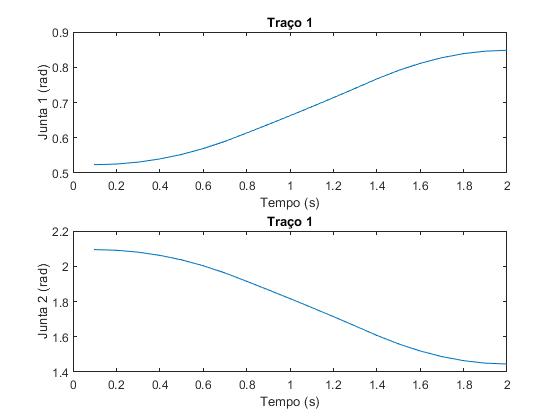 Traço 1
0.9
0.8
0.7
0.6
0.5
Junta 1 (rad)
0 0.2 0.4 0.6 0.8 1 1.2 1.4 1.6 1.8 2
Tempo (s)
Traço 1
2.2
2
1.8
1.6
1.4
Junta 2 (rad)
0 0.2 0.4 0.6 0.8 1 1.2 1.4 1.6 1.8 2
Tempo (s)